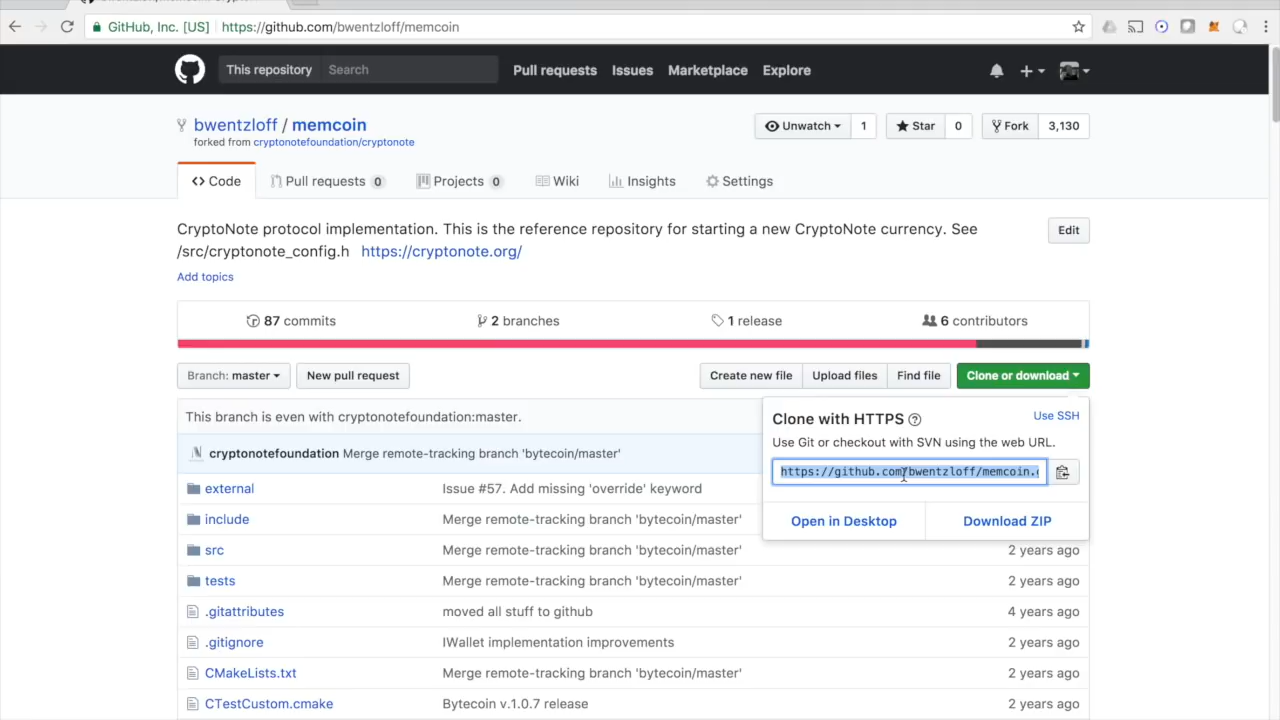 GitHub, Inc. [US] https://github.com/bwentzloff/memcoin
This repository Search Pull requests Issues Marketplace Explore
bwentzloff / memcoin
forked from cryptonotefoundation/cryptonote
Unwatch 1 Star 0 Fork 3,130
Code Pull requests 0 Projects 0 Wiki Insights Settings
CryptoNote protocol implementation. This is the reference repository for starting a new CryptoNote currency. See
/src/cryptonote_config.h https://cryptonote.org/
Edit
Add topics
87 commits 2 branches 1 release 6 contributors
Branch: master New pull request Create new file Upload files Find file Clone or download
This branch is even with cryptonotefoundation:master.
cryptonotefoundation Merge remote-tracking branch 'bytecoin/master'
Clone with HTTPS Use SSH
Use Git or checkout with SVN using the web URL.
https://github.com/bwentzloff/memcoin.
Open in Desktop Download ZIP
external Issue #57. Add missing 'override' keyword
include Merge remote-tracking branch 'bytecoin/master'
src Merge remote-tracking branch 'bytecoin/master' 2 years ago
tests Merge remote-tracking branch 'bytecoin/master' 2 years ago
.gitattributes moved all stuff to github 4 years ago
.gitignore IWallet implementation improvements 2 years ago
CMakeLists.txt Merge remote-tracking branch 'bytecoin/master' 2 years ago
CTestCustom.cmake Bytecoin v.1.0.7 release 2 years ago